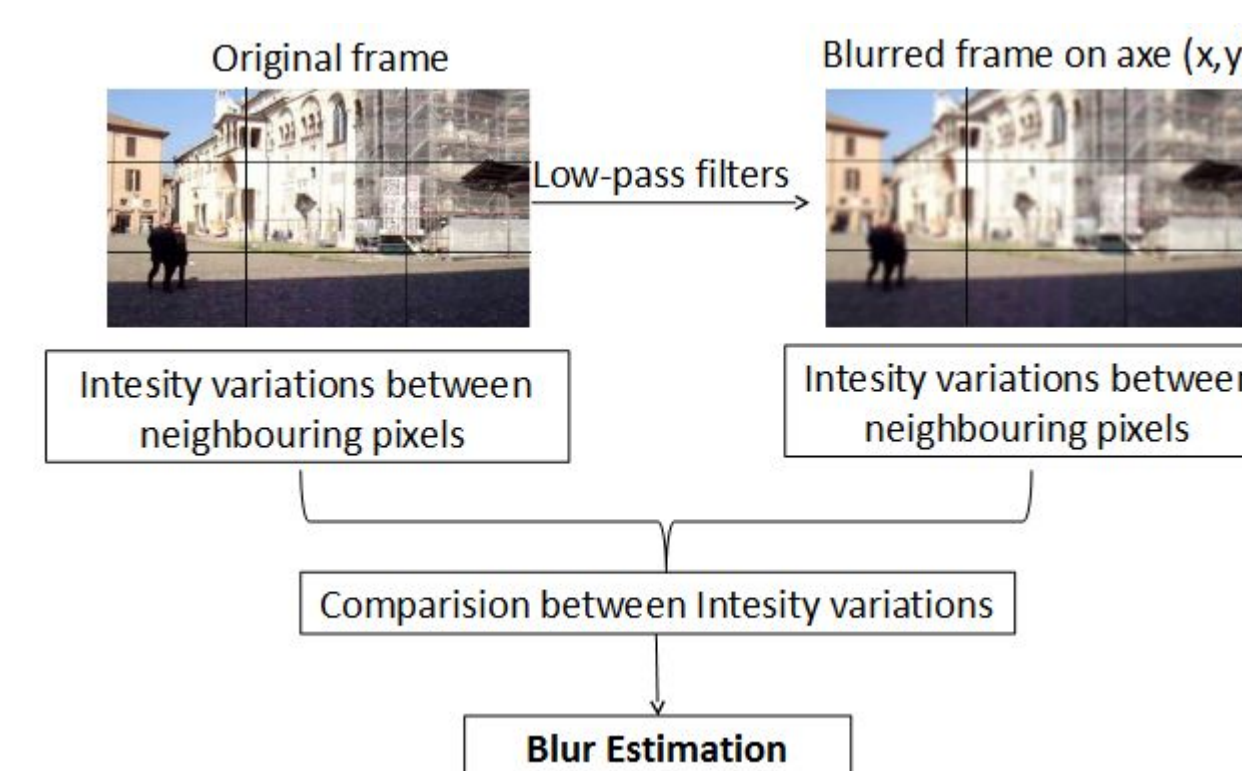 Original frame
Blurred frame on axe (x,y
Low-pass filters
Intesity variations between
neighbouring pixels
Intesity variations between
neighbouring pixels
Comparision between Intesity variations
Blur Estimation